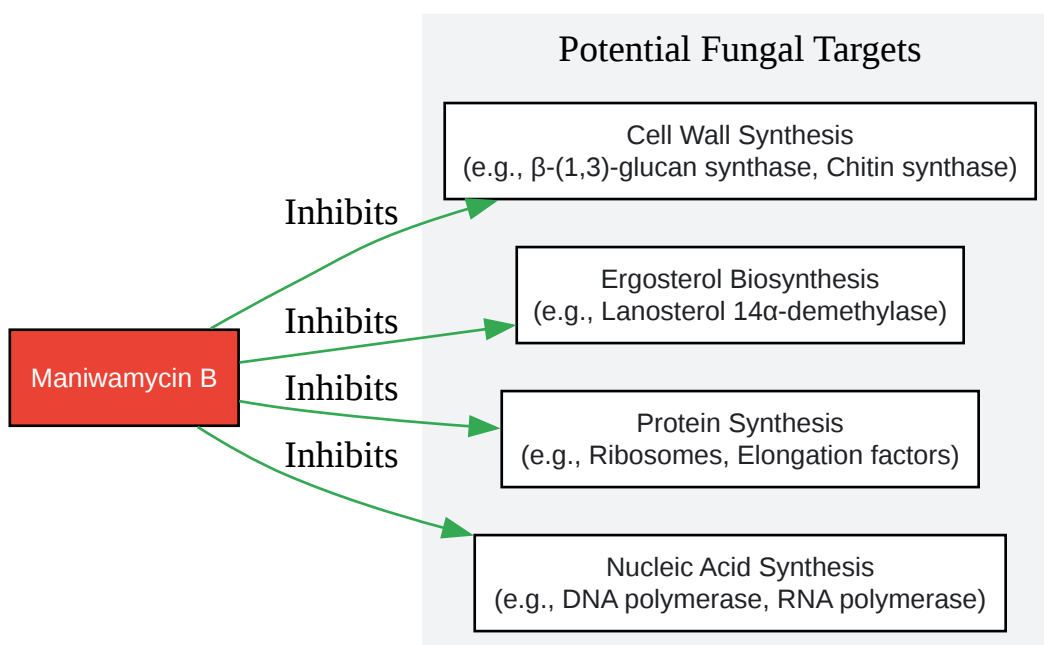 Potential Fungal Targets
Cell Wall Synthesis
(e.g., β-(1,3)-glucan synthase, Chitin synthase)
Inhibits
Ergosterol Biosynthesis
(e.g., Lanosterol 14α-demethylase)
Inhibits
Maniwamycin B
Inhibits
Protein Synthesis
(e.g., Ribosomes, Elongation factors)
Inhibits
Nucleic Acid Synthesis
(e.g., DNA polymerase, RNA polymerase)